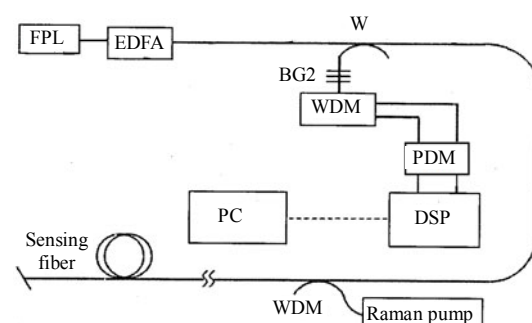 W
FPL
EDFA
BG2
WDM
PDM
PC
DSP
Sensing
fiber
WDM
Raman pump